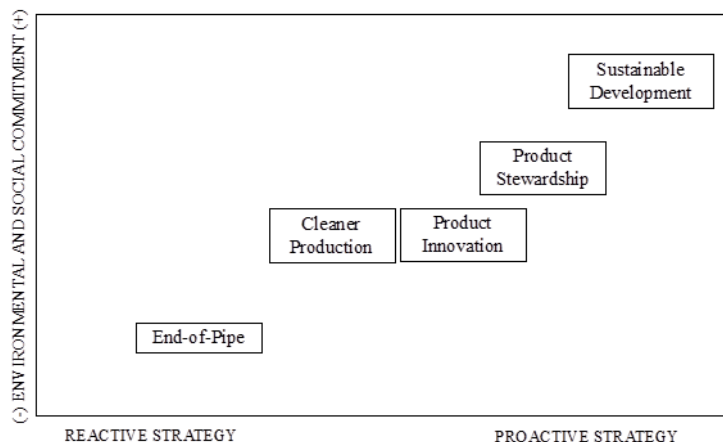 (-) ENVIRONMENTAL AND SOCIAL COMMITMENT (+)
Sustainable
Development
Product
Stewardship
Cleaner
Production
Product
Innovation
End-of-Pipe
REACTIVE STRATEGY
PROACTIVE STRATEGY